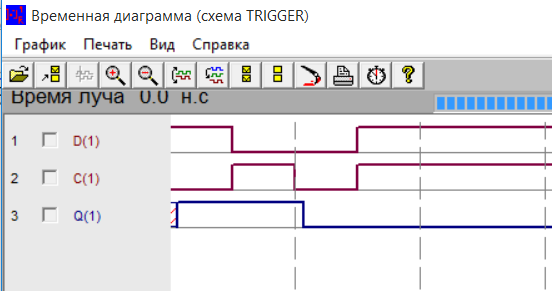 Временная диаграмма (схема TRIGGER)
График Печать Вид Справка
Время луча 0.0 н.с
1 D(1)
2 C(1)
3 Q(1)